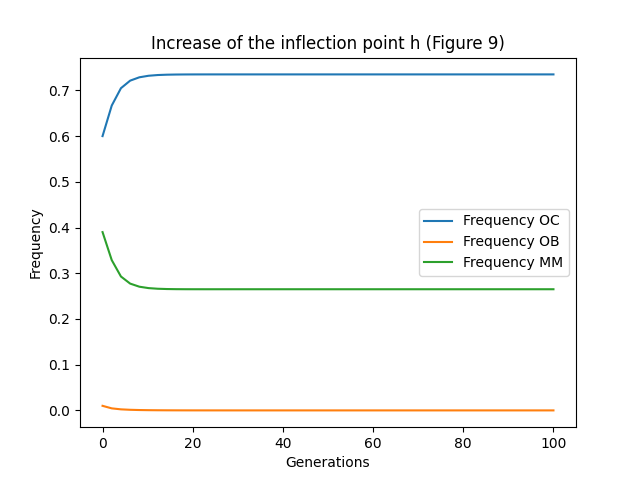 Increase of the inflection point h (Figure 9)
0.7
0.6
0.5
0.4
0.3
0.2
0.1
0.0
Frequency
Frequency OC
Frequency OB
Frequency MM
0 20 40 60 80 100
Generations